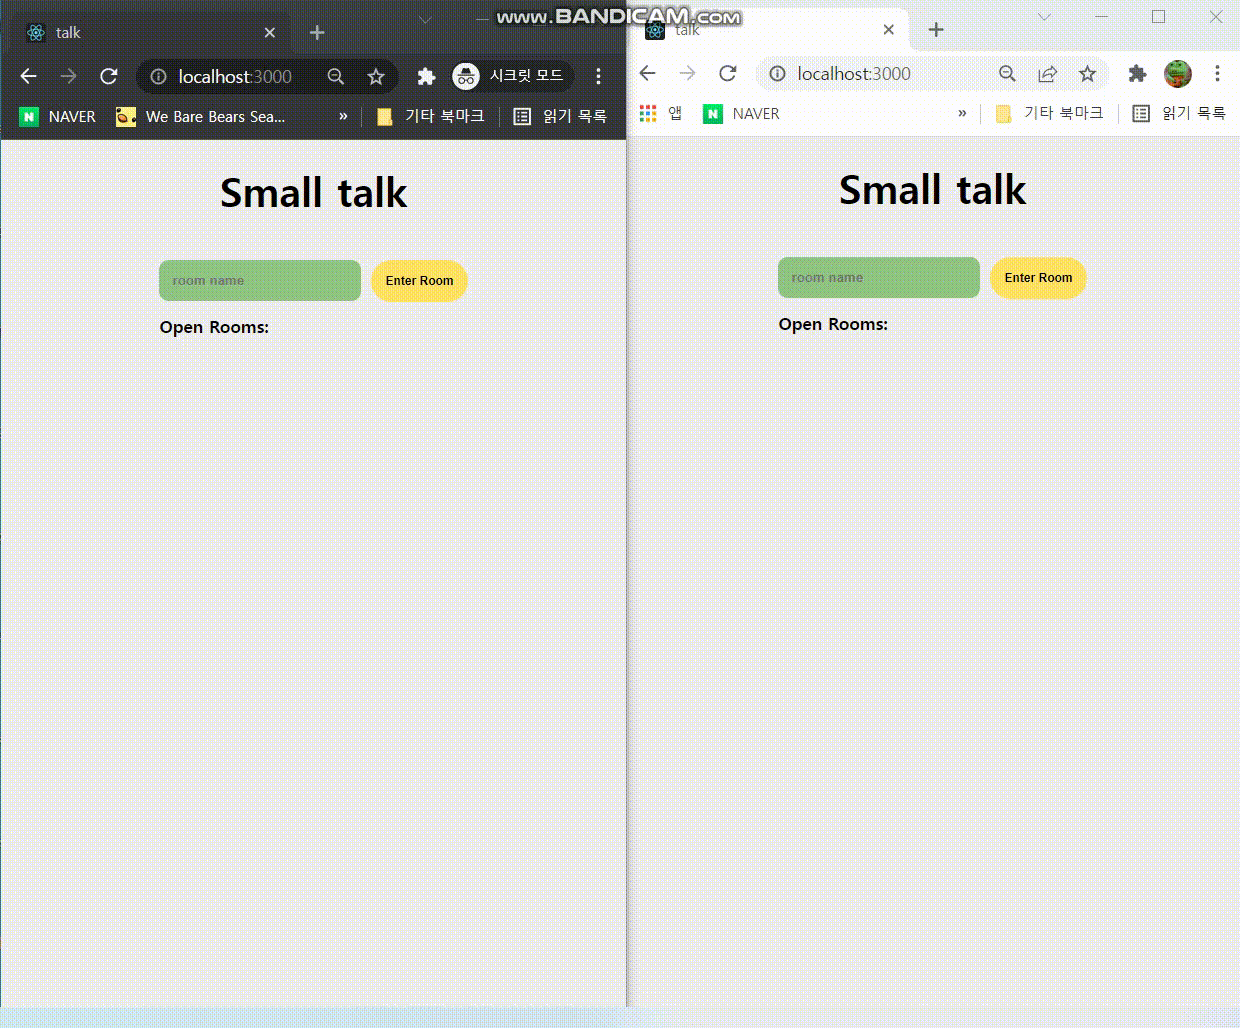 www.BANDICAM.com
talk
localhost:3000
시크릿 모드
NAVER
We Bare Bears Sea...
»
기타 북마크
읽기 목록
Small talk
room name
Enter Room
Open Rooms:
talk
localhost:3000
앱
NAVER
»
기타 북마크
읽기 목록
Small talk
room name
Enter Room
Open Rooms: